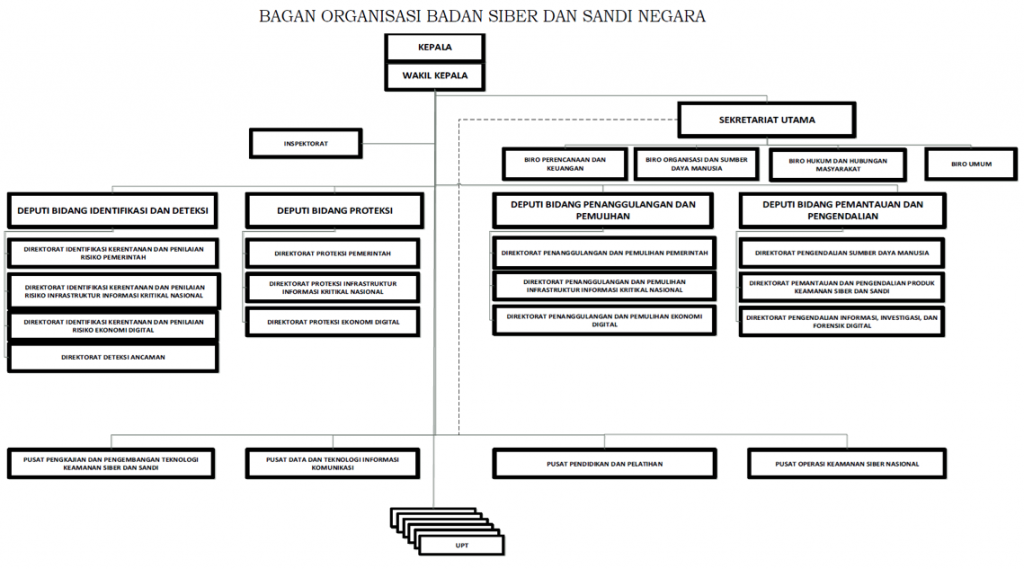 BAGAN ORGANISASI BADAN SIBER DAN SANDI NEGARA
KEPALA
WAKIL KEPALA
SEKRETARIAT UTAMA
INSPEKTORAT
BIRO PERENCANAAN DAN
KEUANGAN
BIRO ORGANISASI DAN SUMBER
DAYA MANUSIA
BIRO HUKUM DAN HUBUNGAN
MASYARAKAT
BIRO UMUM
DEPUTI BIDANG IDENTIFIKASI DAN DETEKSI
DIREKTORAT IDENTIFIKASI KERENTANAN DAN PENILAIAN
RISIKO PEMERINTAH
DIREKTORAT IDENTIFIKASI KERENTANAN DAN PENILAIAN
RISIKO INFRASTRUKTUR INFORMASI KRITIKAL NASIONAL
DIREKTORAT IDENTIFIKASI KERENTANAN DAN PENILAIAN
RISIKO EKONOMI DIGITAL
DIREKTORAT DETEKSI ANCAMAN
DEPUTI BIDANG PROTEKSI
DIREKTORAT PROTEKSI PEMERINTAH
DIREKTORAT PROTEKSI INFRASTRUKTUR
INFORMASI KRITIKAL NASIONAL
DIREKTORAT PROTEKSI EKONOMI DIGITAL
DEPUTI BIDANG PENANGGULANGAN DAN
PEMULIHAN
DIREKTORAT PENANGGULANGAN DAN PEMULIHAN PEMERINTAH
DIREKTORAT PENANGGULANGAN DAN PEMULIHAN
INFRASTRUKTUR INFORMASI KRITIKAL NASIONAL
DIREKTORAT PENANGGULANGAN DAN PEMULIHAN EKONOMI
DIGITAL
DEPUTI BIDANG PEMANTAUAN DAN
PENGENDALIAN
DIREKTORAT PENGENDALIAN SUMBER DAYA MANUSIA
DIREKTORAT PEMANTAUAN DAN PENGENDALIAN PRODUK
KEAMANAN SIBER DAN SANDI
DIREKTORAT PENGENDALIAN INFORMASI, INVESTIGASI, DAN
FORENSIK DIGITAL
PUSAT PENGKAJIAN DAN PENGEMBANGAN TEKNOLOGI
KEAMANAN SIBER DAN SANDI
PUSAT DATA DAN TEKNOLOGI INFORMASI
KOMUNIKASI
PUSAT PENDIDIKAN DAN PELATIHAN
PUSAT OPERASI KEAMANAN SIBER NASIONAL
UPT